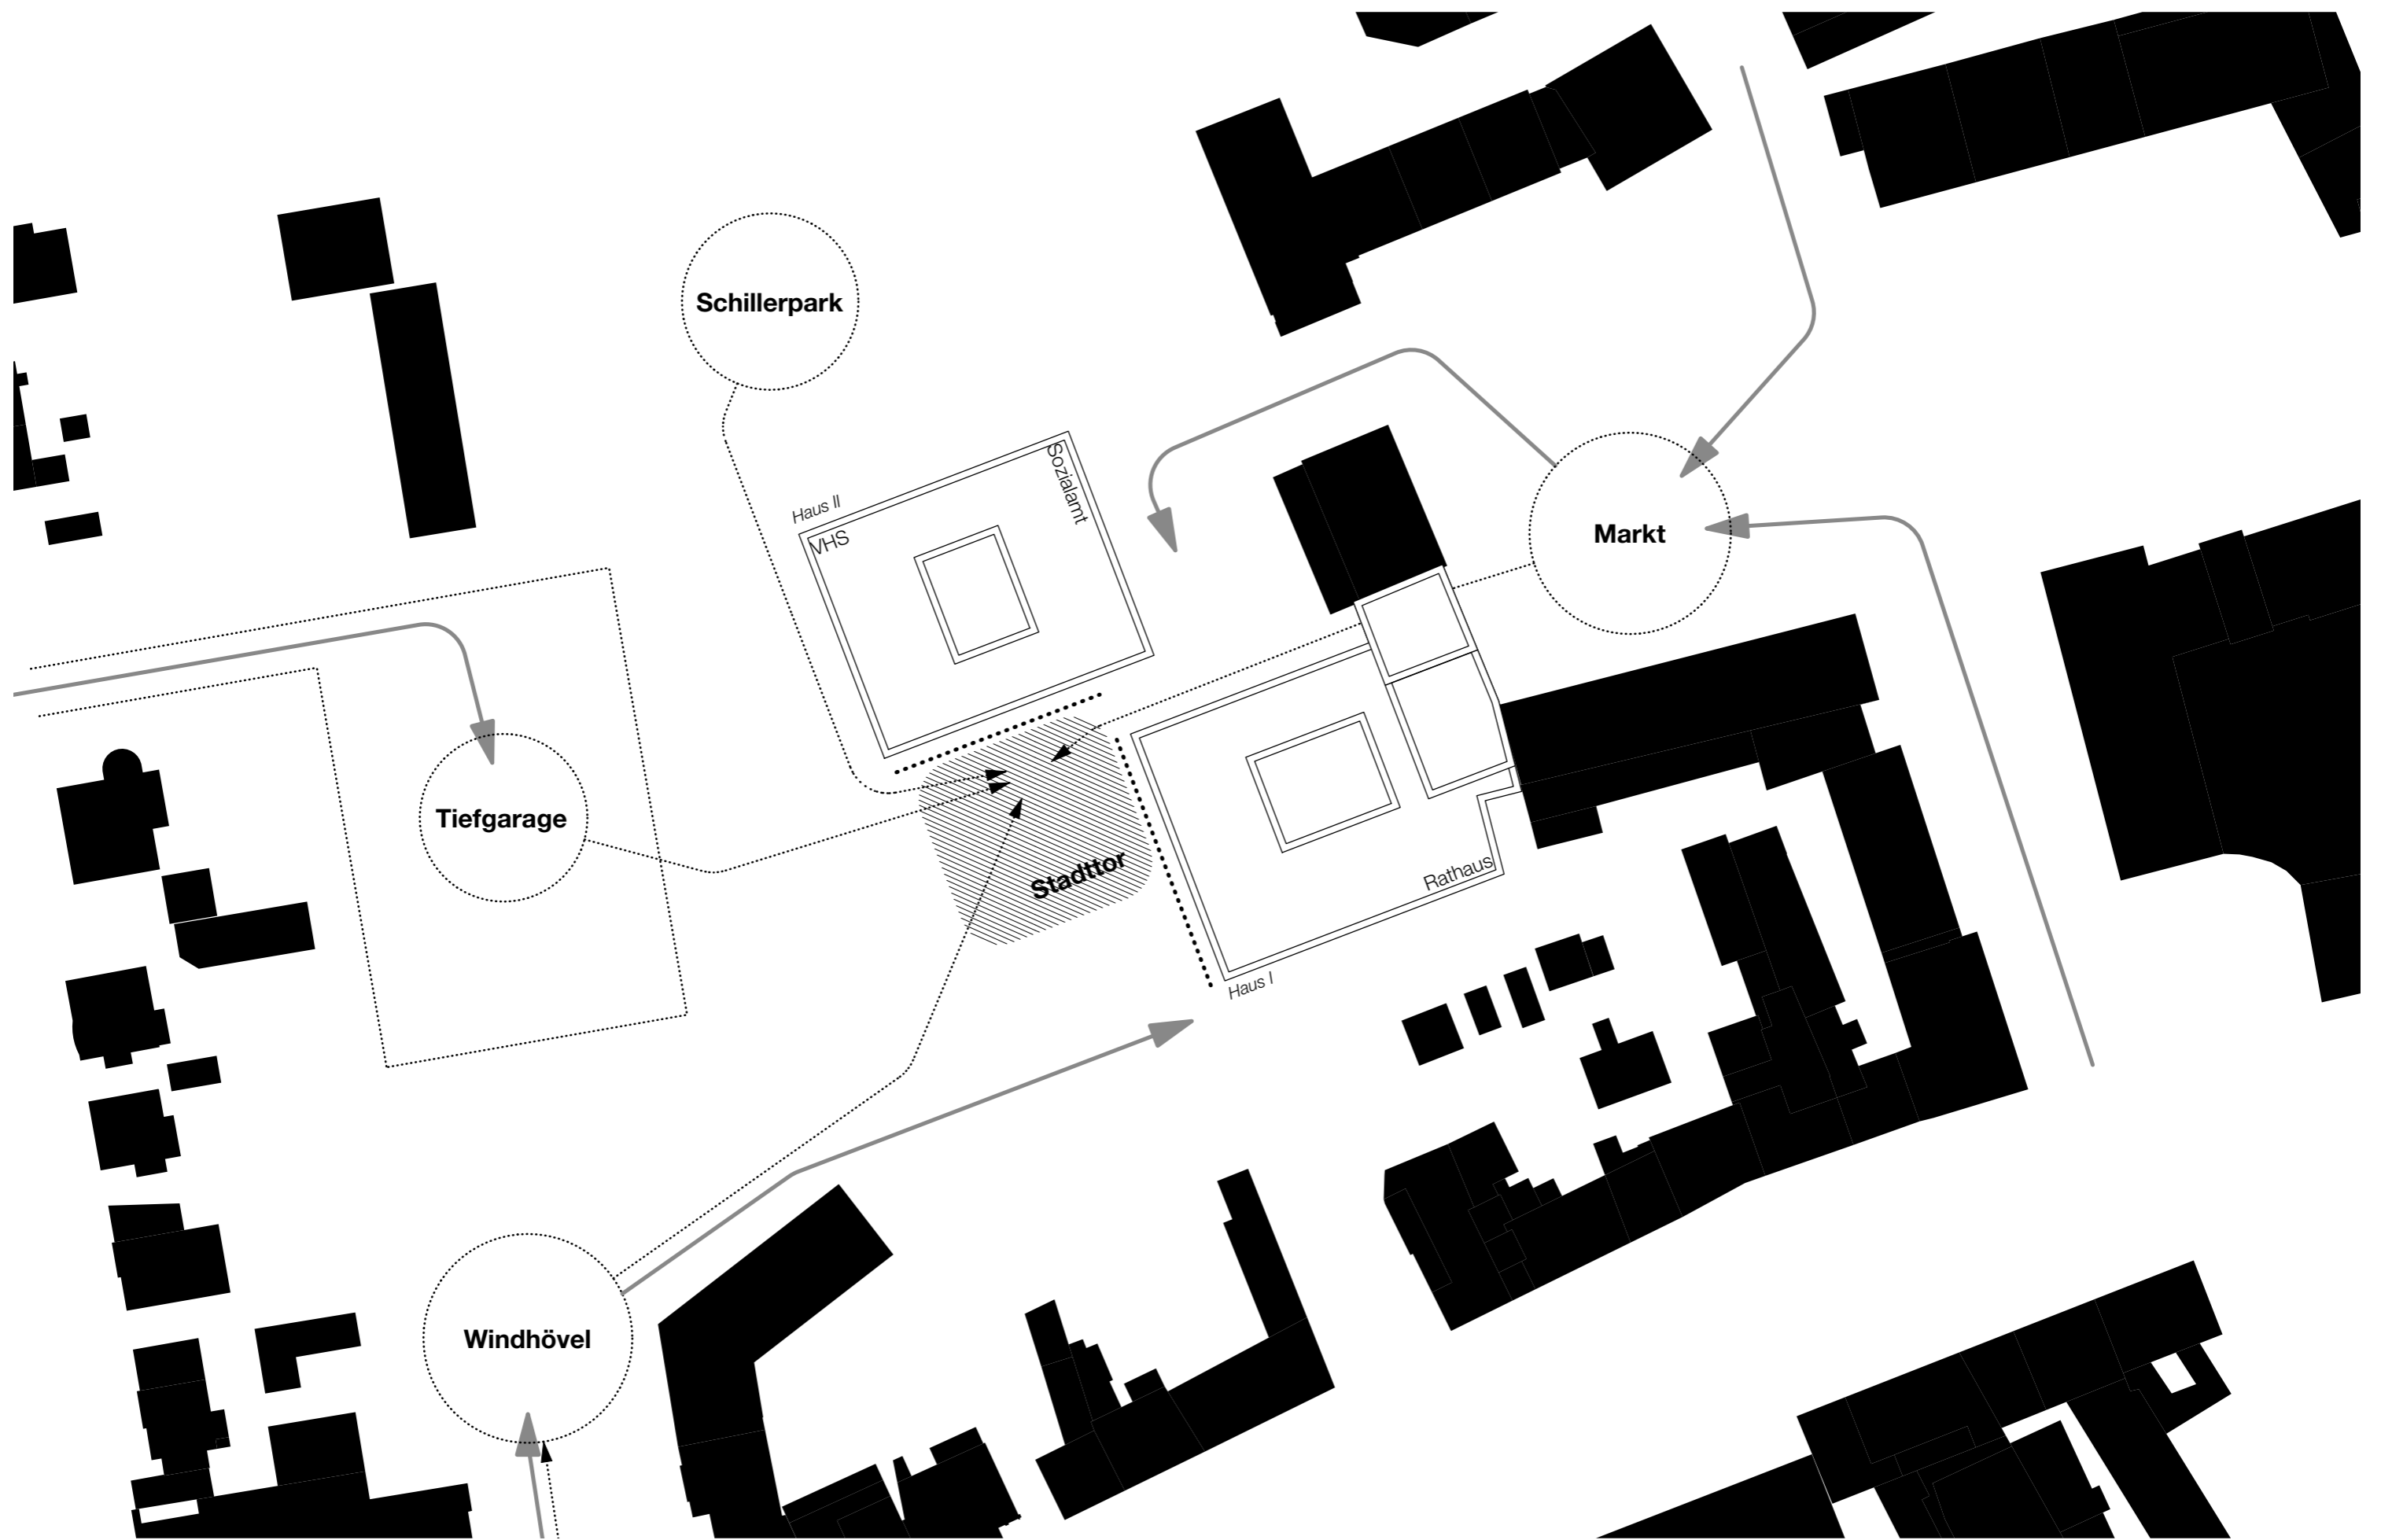 Schillerpark
Haus II
VHS
Sozialamt
Markt
Tiefgarage
Stadttor
Rathaus
Haus I
Windhövel